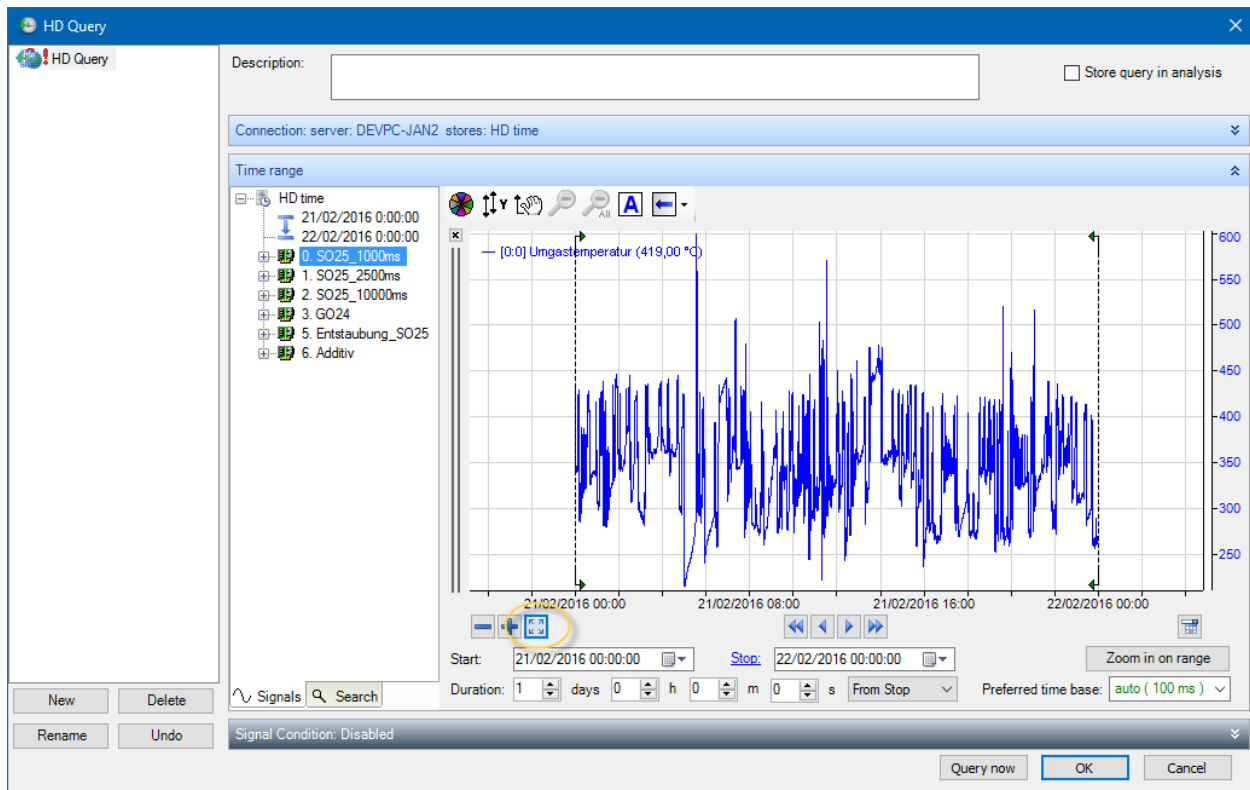 HD Query
HD Query
Description:
Store query in analysis
Connection: server: DEVPC-JAN2 stores: HD time
Time range
HD time
21/02/2016 0:00:00
22/02/2016 0:00:00
0. SO25_1000ms
1. SO25_2500ms
2. SO25_10000ms
3. GO24
5. Entstaubung_SO25
6. Additiv
Signals
Search
Y
All
A
[0:0] Umgastemperatur (419,00 °C)
600
550
500
450
400
350
300
250
21/02/2016 00:00
21/02/2016 08:00
21/02/2016 16:00
22/02/2016 00:00
Start: 21/02/2016 00:00:00 Stop: 22/02/2016 00:00:00 Zoom in on range
Duration: 1 days 0 h 0 m 0 s From Stop Preferred time base: auto ( 100 ms )
New Delete
Rename Undo
Signal Condition: Disabled
Query now OK Cancel